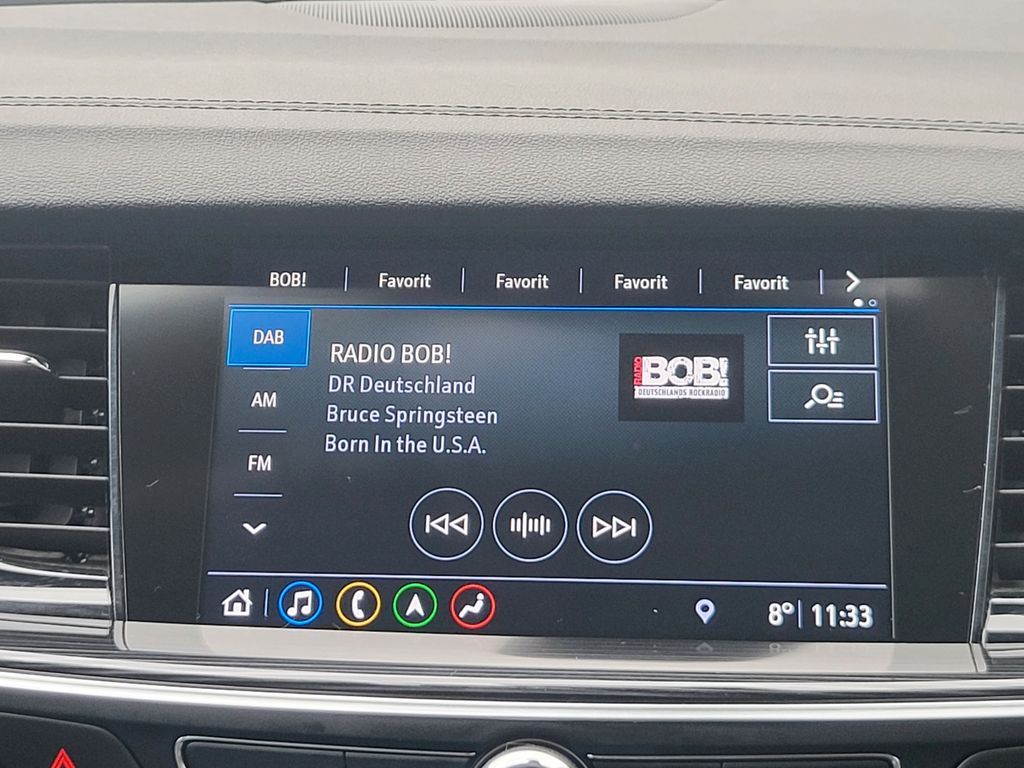 BOB! Favorit Favorit Favorit Favorit
DAB
AM
FM
RADIO BOB!
DR Deutschland
Bruce Springsteen
Born In the U.S.A.
RADIO BOB!
DEUTSCHLANDS ROCKRADIO
8° 11:33